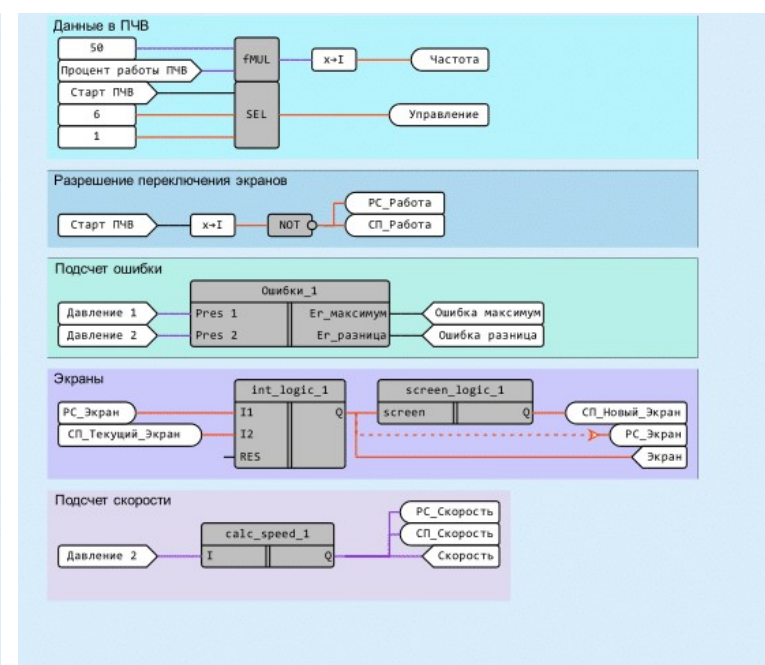 Данные в ПЧВ
50
Процент работы ПЧВ
fMUL
x→I
Частота
Старт ПЧВ
6
1
SEL
Управление
Разрешение переключения экранов
Старт ПЧВ
x→I
NOT
РС_Работа
СП_Работа
Подсчет ошибки
Ошибки_1
Давление 1
Pres 1
Er_максимум
Ошибка максимум
Давление 2
Pres 2
Er_разница
Ошибка разница
Экраны
int_logic_1
screen_logic_1
РС_Экран
I1
Q
screen
Q
СП_Новый_Экран
СП_Текущий_Экран
I2
РС_Экран
RES
Экран
Подсчет скорости
calc_speed_1
РС_Скорость
СП_Скорость
Давление 2
I
Q
Скорость